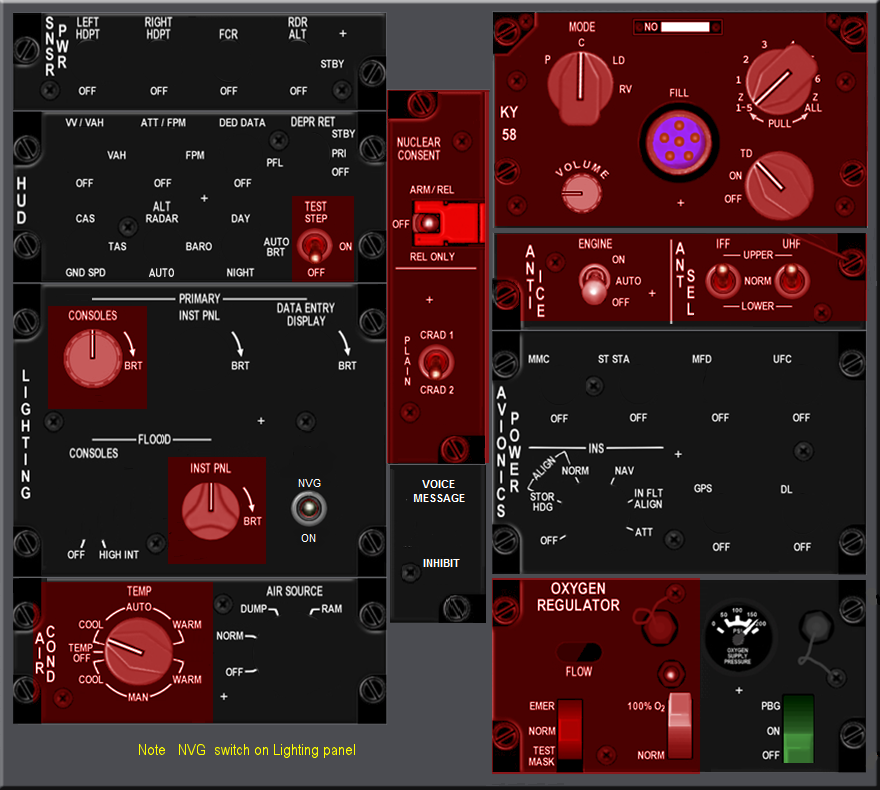 SNSR PWR
LEFT HDPT
RIGHT HDPT
FCR
RDR ALT
STBY
OFF
OFF
OFF
OFF
HUD
VV / VAH
ATT / FPM
DED DATA
DEPR RET
STBY
VAH
FPM
PFL
PRI
OFF
OFF
OFF
OFF
CAS
ALT RADAR
DAY
TEST STEP
TAS
BARO
AUTO BRT
ON
GND SPD
AUTO
NIGHT
OFF
LIGHTING
PRIMARY
CONSOLES
INST PNL
DATA ENTRY DISPLAY
BRT
BRT
BRT
FLOOD
CONSOLES
INST PNL
BRT
NVG
ON
OFF
HIGH INT
AIR COND
TEMP
AUTO
COOL
WARM
TEMP OFF
COOL
WARM
MAN
AIR SOURCE
DUMP
RAM
NORM
OFF
Note NVG switch on Lighting panel
NUCLEAR CONSENT
ARM / REL
OFF
REL ONLY
PLAIN
CRAD 1
CRAD 2
VOICE MESSAGE
INHIBIT
KY 58
MODE
P
C
LD
RV
NO
FILL
1
2
3
4
6
Z 1-5
Z ALL
PULL
VOLUME
TD
ON
OFF
ANTI ICE
ENGINE
ON
AUTO
OFF
ANT SEL
IFF
UHF
UPPER
NORM
LOWER
AVIONICS POWER
MMC
ST STA
MFD
UFC
OFF
OFF
OFF
OFF
INS
ALIGN
NORM
NAV
STOR HDG
IN FLT ALIGN
OFF
ATT
GPS
DL
OFF
OFF
OXYGEN REGULATOR
FLOW
EMER
NORM
TEST MASK
100% O2
NORM
0 50 100 150 200
PSI
OXYGEN SUPPLY PRESSURE
PBG
ON
OFF